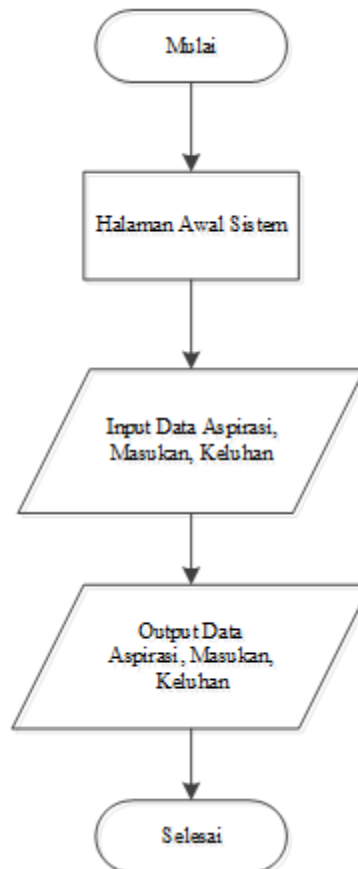 Mulai
Halaman Awal Sistem
Input Data Aspirasi,
Masukan, Keluhan
Output Data
Aspirasi, Masukan,
Keluhan
Selesai